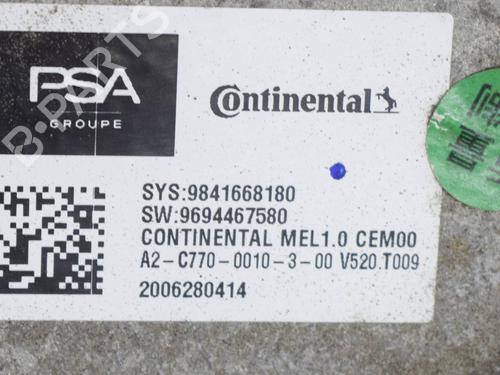 PSA
GROUPE
Continental
SYS:9841668180
SW:9694467580
CONTINENTAL MEL1.0 CEM00
A2-C770-0010-3-00 V520.T009
2006280414
B-PARTS